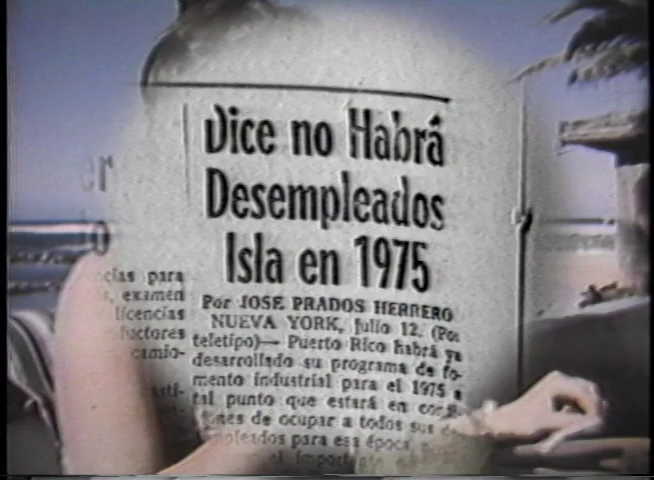 Dice no Habrá
Desempleados
Isla en 1975
Por JOSE PRADOS HERRERO
NUEVA YORK, julio 12. (Por
teletipo)— Puerto Rico habrá ya
desarrollado su programa de fo-
mento industrial para el 1975 a
tal punto que estará en
de ocupar a todos sus
para esa época,
importante
para
examen
licencias
camio-